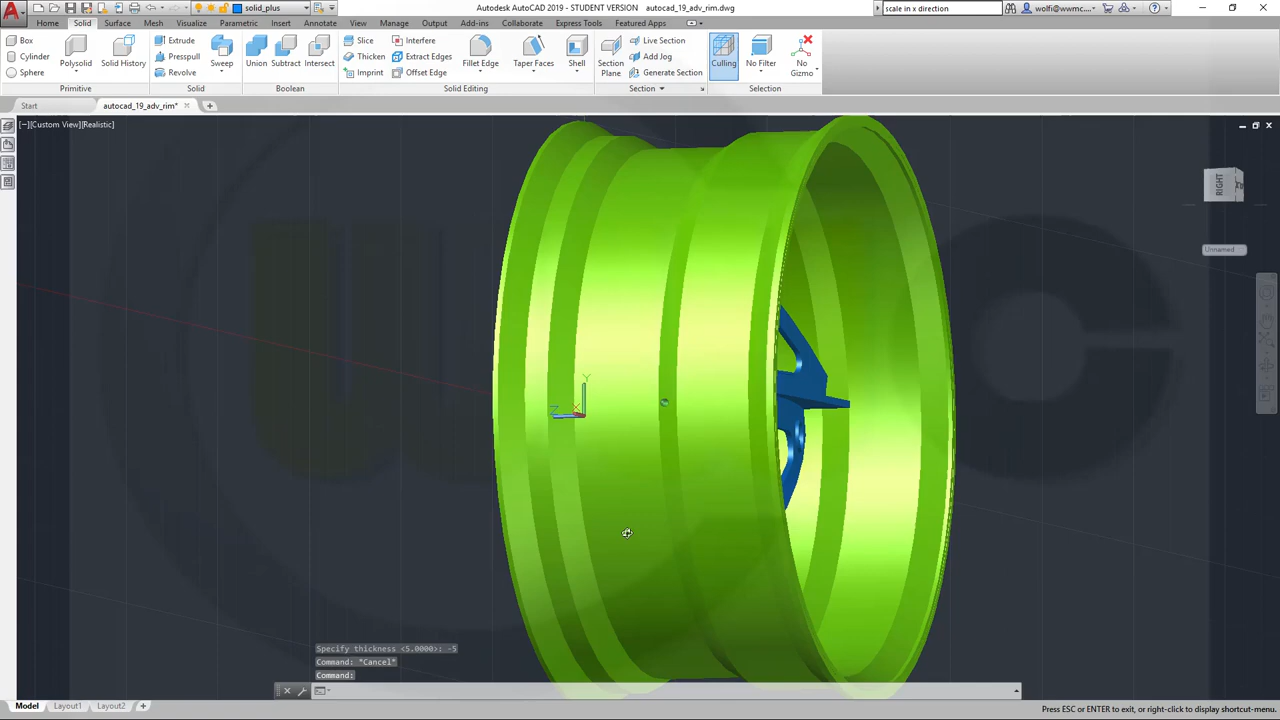 Autodesk AutoCAD 2019 - STUDENT VERSION autocad_19_adv_rim.dwg
solid_plus
scale in x direction
wolfi@wwmc....
Home Solid Surface Mesh Visualize Parametric Insert Annotate View Manage Output Add-ins Collaborate Express Tools Featured Apps
Box
Cylinder
Sphere
Polysolid
Solid History
Extrude
Presspull
Revolve
Sweep
Union
Subtract
Intersect
Slice
Thicken
Imprint
Interfere
Extract Edges
Offset Edge
Fillet Edge
Taper Faces
Shell
Section
Plane
Live Section
Add Jog
Generate Section
Culling
No Filter
No
Gizmo
Primitive
Solid
Boolean
Solid Editing
Section
Selection
Start
autocad_19_adv_rim*
[−][Custom View][Realistic]
RIGHT
Unnamed
Y
Z
X
Specify thickness <5.0000>: -5
Command: *Cancel*
Command:
Model Layout1 Layout2
Press ESC or ENTER to exit, or right-click to display shortcut-menu.